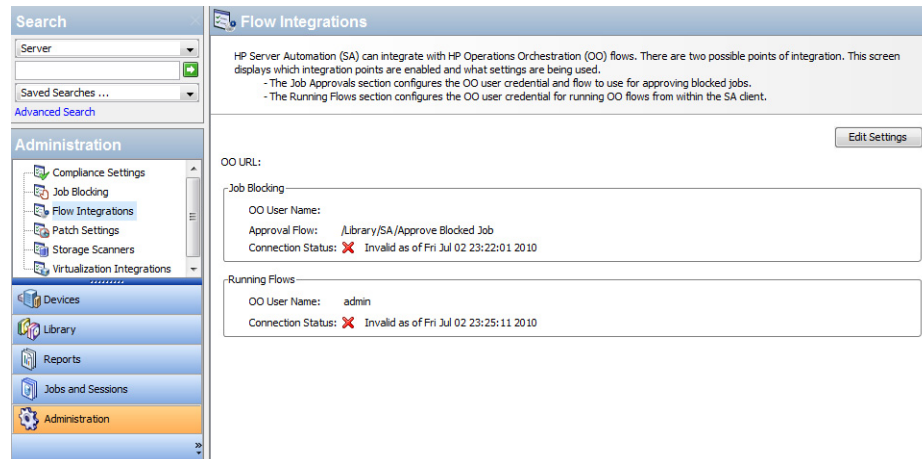 Search
Server
Saved Searches ...
Advanced Search
Administration
Compliance Settings
Job Blocking
Flow Integrations
Patch Settings
Storage Scanners
Virtualization Integrations
Devices
Library
Reports
Jobs and Sessions
Administration
»
Flow Integrations
HP Server Automation (SA) can integrate with HP Operations Orchestration (OO) flows. There are two possible points of integration. This screen
displays which integration points are enabled and what settings are being used.
- The Job Approvals section configures the OO user credential and flow to use for approving blocked jobs.
- The Running Flows section configures the OO user credential for running OO flows from within the SA client.
Edit Settings
OO URL:
Job Blocking
OO User Name:
Approval Flow: /Library/SA/Approve Blocked Job
Connection Status: Invalid as of Fri Jul 02 23:22:01 2010
Running Flows
OO User Name: admin
Connection Status: Invalid as of Fri Jul 02 23:25:11 2010